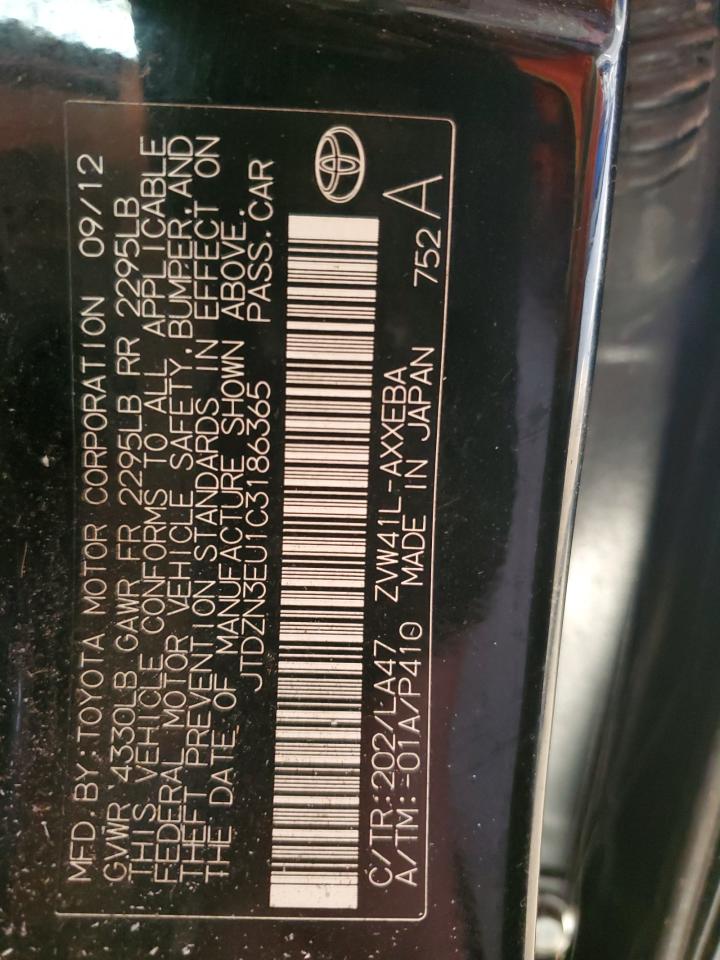 MFD.BY:TOYOTA MOTOR CORPORATION 09/12
GVWR 4330LB GAWR FR 2295LB RR 2295LB
THIS VEHICLE CONFORMS TO ALL APPLICABLE
FEDERAL MOTOR VEHICLE SAFETY,BUMPER,AND
THEFT PREVENTION STANDARDS IN EFFECT ON
THE DATE OF MANUFACTURE SHOWN ABOVE.
JTDZN3EU1C3186365 PASS.CAR
C/TR:202/LA47 ZVW41L-AXXEBA
A/TM:-01A/P410 MADE IN JAPAN 752 A